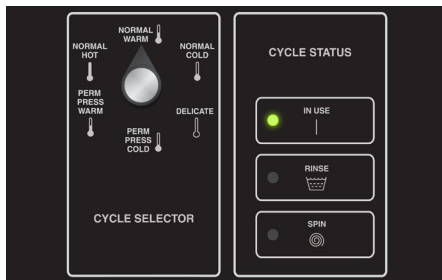 NORMAL
WARM
NORMAL
HOT
NORMAL
COLD
PERM
PRESS
WARM
DELICATE
PERM
PRESS
COLD
CYCLE SELECTOR
CYCLE STATUS
IN USE
RINSE
SPIN